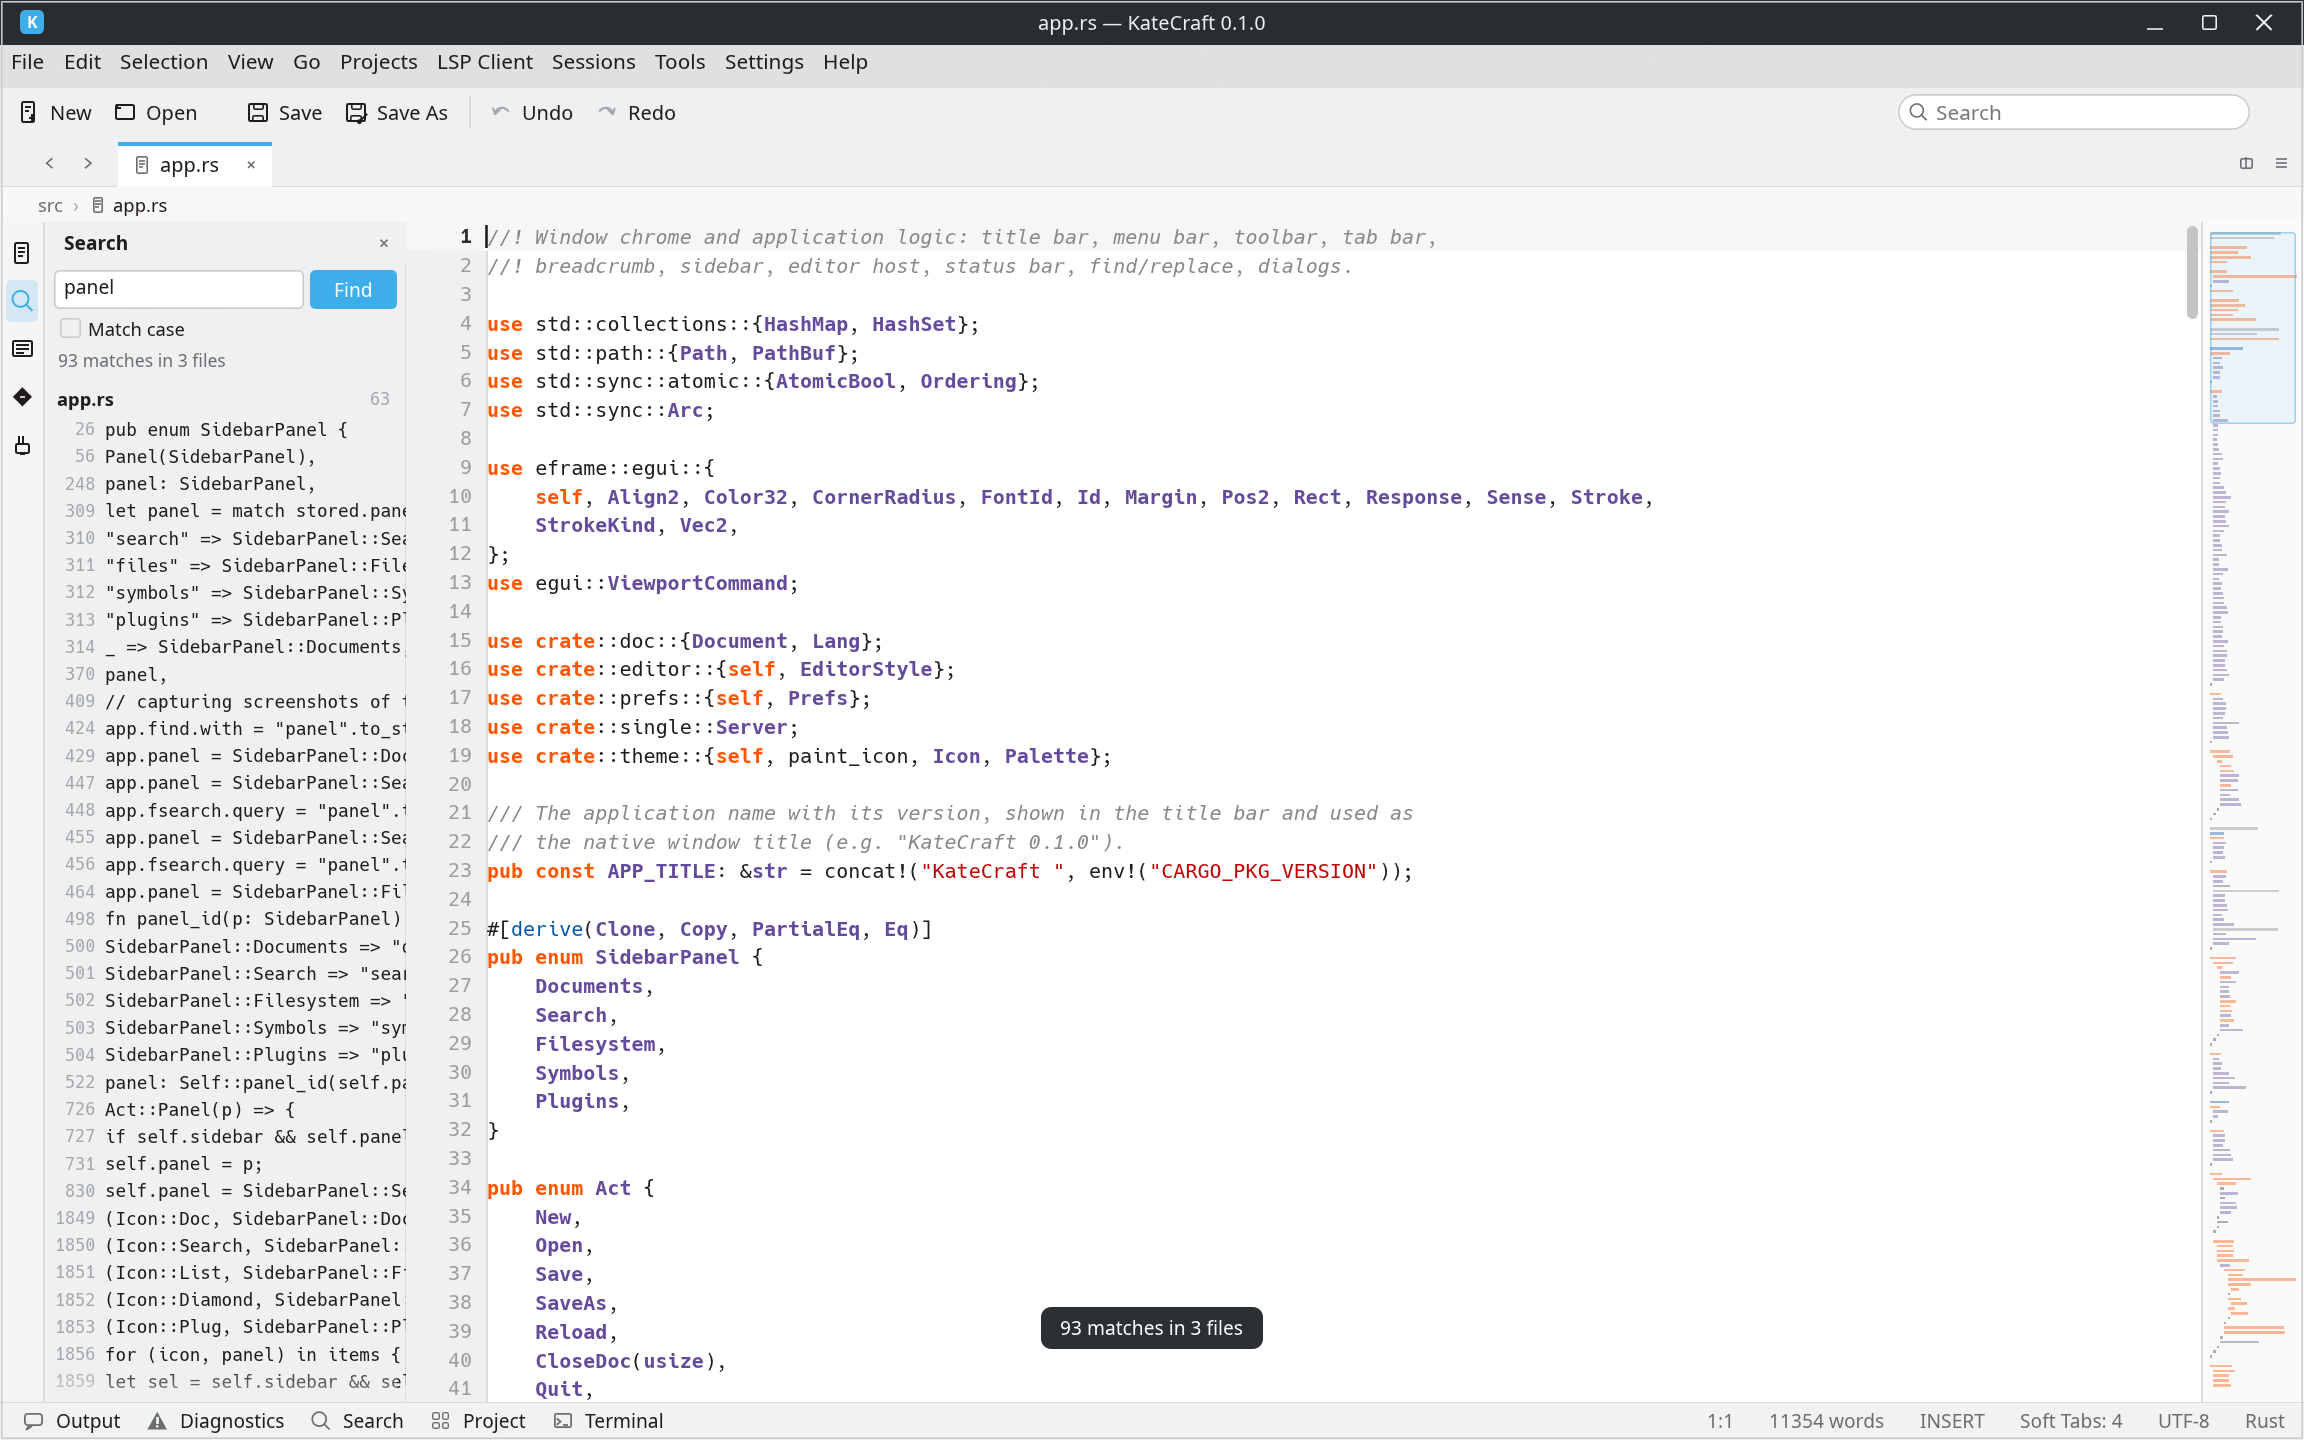 K
app.rs — KateCraft 0.1.0
File Edit Selection View Go Projects LSP Client Sessions Tools Settings Help
New Open Save Save As Undo Redo Search
app.rs ×
src › app.rs
Search ×
panel Find
Match case
93 matches in 3 files
app.rs 63
26 pub enum SidebarPanel {
56 Panel(SidebarPanel),
248 panel: SidebarPanel,
309 let panel = match stored.pane
310 "search" => SidebarPanel::Sea
311 "files" => SidebarPanel::File
312 "symbols" => SidebarPanel::Sy
313 "plugins" => SidebarPanel::Pl
314 _ => SidebarPanel::Documents,
370 panel,
409 // capturing screenshots of t
424 app.find.with = "panel".to_st
429 app.panel = SidebarPanel::Doc
447 app.panel = SidebarPanel::Sea
448 app.fsearch.query = "panel".t
455 app.panel = SidebarPanel::Sea
456 app.fsearch.query = "panel".t
464 app.panel = SidebarPanel::Fil
498 fn panel_id(p: SidebarPanel)
500 SidebarPanel::Documents => "d
501 SidebarPanel::Search => "sear
502 SidebarPanel::Filesystem => "
503 SidebarPanel::Symbols => "sym
504 SidebarPanel::Plugins => "plu
522 panel: Self::panel_id(self.pa
726 Act::Panel(p) => {
727 if self.sidebar && self.panel
731 self.panel = p;
830 self.panel = SidebarPanel::Se
1849 (Icon::Doc, SidebarPanel::Doc
1850 (Icon::Search, SidebarPanel::
1851 (Icon::List, SidebarPanel::Fi
1852 (Icon::Diamond, SidebarPanel:
1853 (Icon::Plug, SidebarPanel::Pl
1856 for (icon, panel) in items {
1859 let sel = self.sidebar && sel
1 //! Window chrome and application logic: title bar, menu bar, toolbar, tab bar,
2 //! breadcrumb, sidebar, editor host, status bar, find/replace, dialogs.
3
4 use std::collections::{HashMap, HashSet};
5 use std::path::{Path, PathBuf};
6 use std::sync::atomic::{AtomicBool, Ordering};
7 use std::sync::Arc;
8
9 use eframe::egui::{
10     self, Align2, Color32, CornerRadius, FontId, Id, Margin, Pos2, Rect, Response, Sense, Stroke,
11     StrokeKind, Vec2,
12 };
13 use egui::ViewportCommand;
14
15 use crate::doc::{Document, Lang};
16 use crate::editor::{self, EditorStyle};
17 use crate::prefs::{self, Prefs};
18 use crate::single::Server;
19 use crate::theme::{self, paint_icon, Icon, Palette};
20
21 /// The application name with its version, shown in the title bar and used as
22 /// the native window title (e.g. "KateCraft 0.1.0").
23 pub const APP_TITLE: &str = concat!("KateCraft ", env!("CARGO_PKG_VERSION"));
24
25 #[derive(Clone, Copy, PartialEq, Eq)]
26 pub enum SidebarPanel {
27     Documents,
28     Search,
29     Filesystem,
30     Symbols,
31     Plugins,
32 }
33
34 pub enum Act {
35     New,
36     Open,
37     Save,
38     SaveAs,
39     Reload,
40     CloseDoc(usize),
41     Quit,
93 matches in 3 files
Output Diagnostics Search Project Terminal 1:1 11354 words INSERT Soft Tabs: 4 UTF-8 Rust